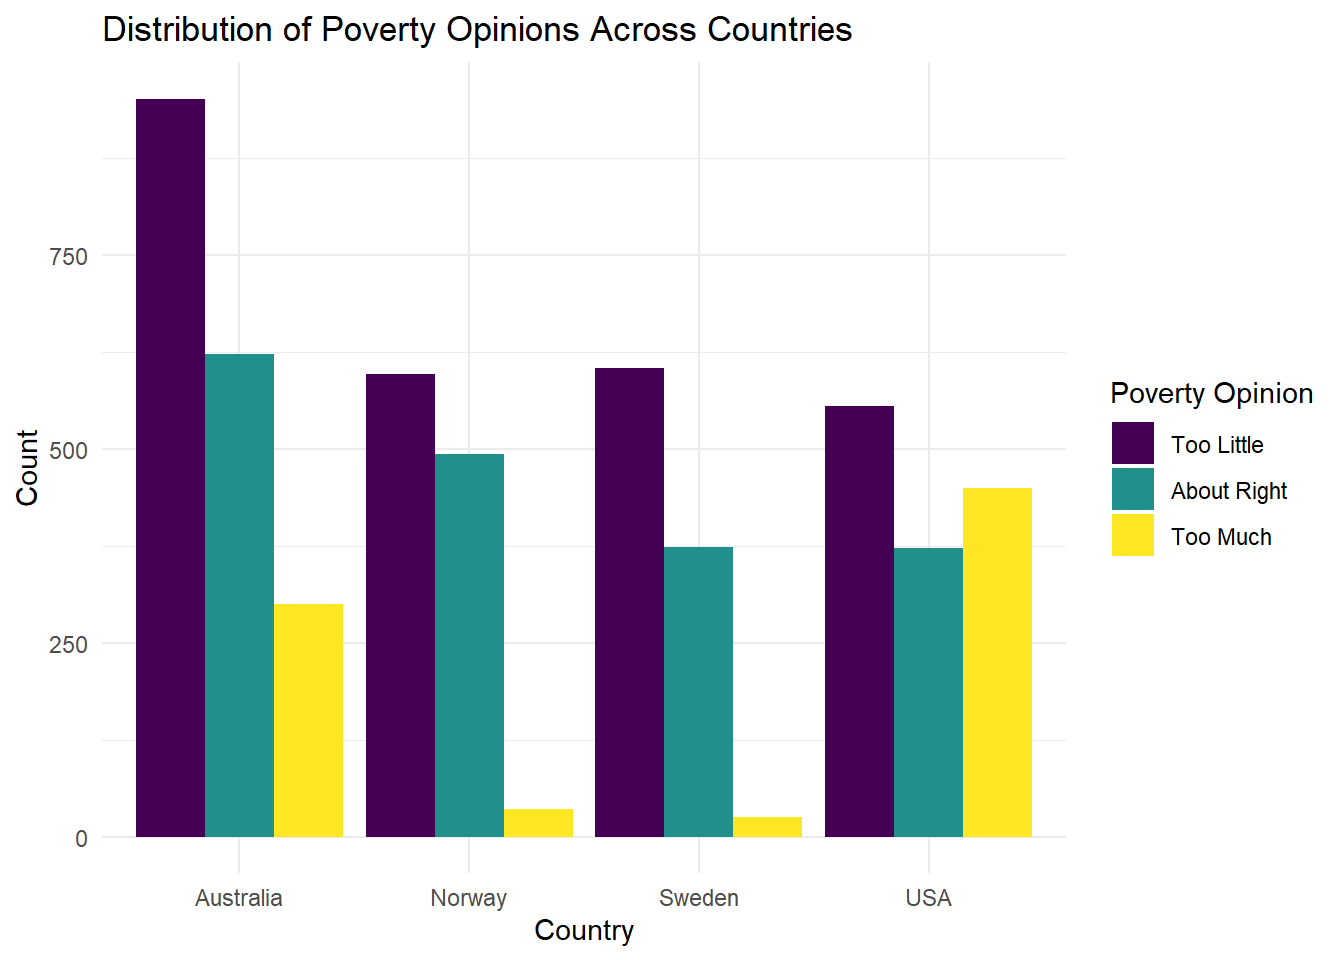 Distribution of Poverty Opinions Across Countries
750
500
250
0
Count
Australia
Norway
Sweden
USA
Country
Poverty Opinion
Too Little
About Right
Too Much